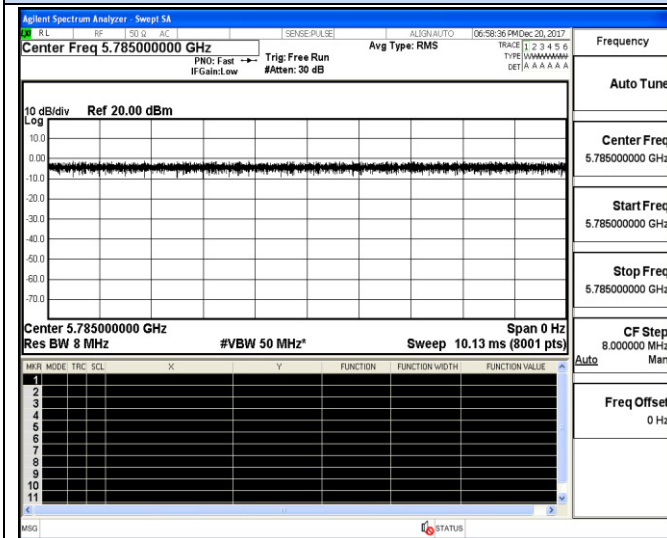 Agilent Spectrum Analyzer - Swept SA
RL RF 50 Ω AC SENSE:PULSE ALIGNAUTO 06:58:36 PM Dec 20, 2017
Center Freq 5.785000000 GHz
PNO: Fast
IFGain:Low
Trig: Free Run
#Atten: 30 dB
Avg Type: RMS
TRACE 1 2 3 4 5 6
TYPE WWWWWW
DET A A A A A A
10 dB/div Ref 20.00 dBm
Log
10.0
0.00
-10.0
-20.0
-30.0
-40.0
-50.0
-60.0
-70.0
Center 5.785000000 GHz Span 0 Hz
Res BW 8 MHz #VBW 50 MHz* Sweep 10.13 ms (8001 pts)
MKR MODE TRC SCL X Y FUNCTION FUNCTION WIDTH FUNCTION VALUE
1
2
3
4
5
6
7
8
9
10
11
MSG STATUS
Frequency
Auto Tune
Center Freq
5.785000000 GHz
Start Freq
5.785000000 GHz
Stop Freq
5.785000000 GHz
CF Step
8.000000 MHz
Auto Man
Freq Offset
0 Hz